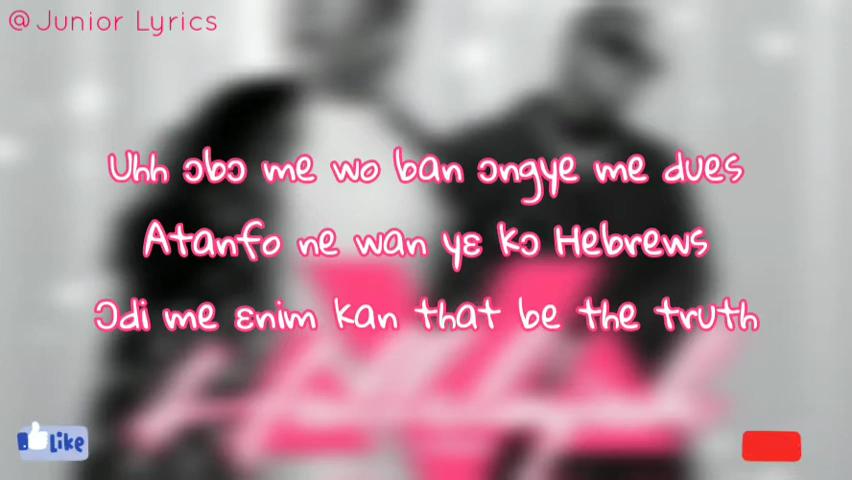 @Junior Lyrics
Uhh ɔbɔ me wo ban ɔngye me dues
Atanfo ne wan yɛ kɔ Hebrews
Ɔdi me ɛnim kan that be the truth
Like